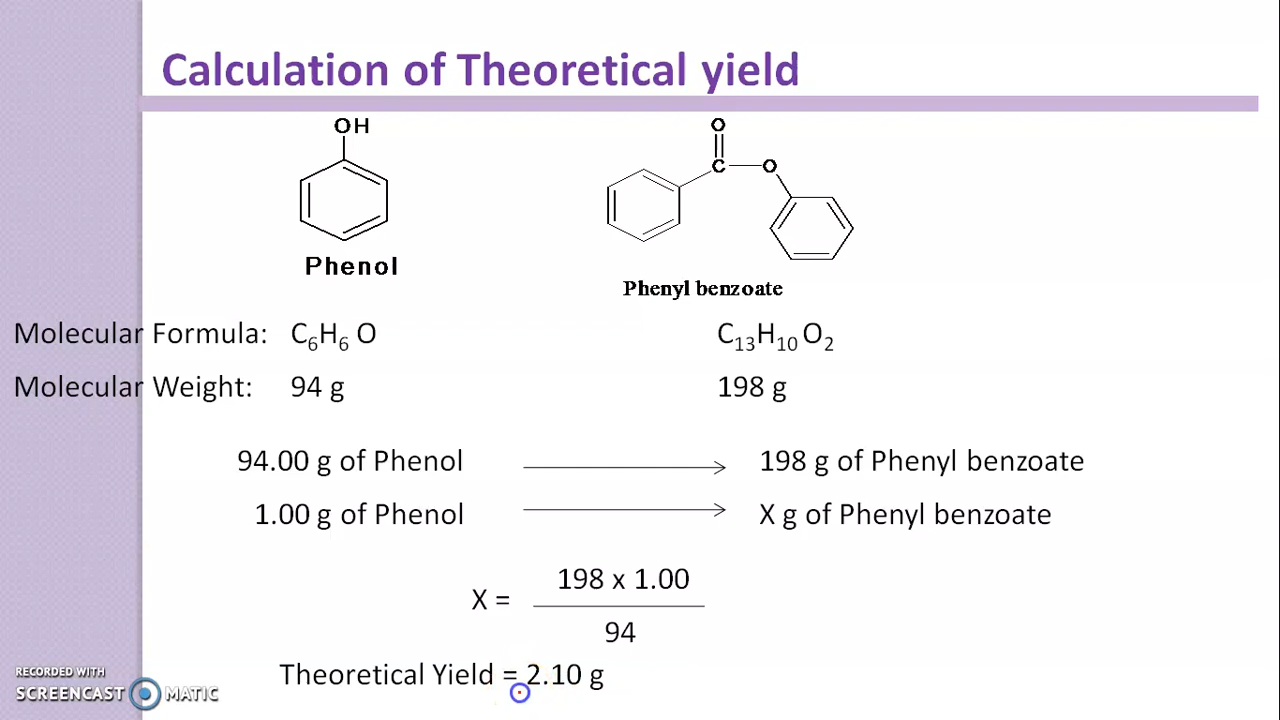 Calculation of Theoretical yield
OH
O
C
O
Phenol
Phenyl benzoate
Molecular Formula: C₆H₆ O C₁₃H₁₀ O₂
Molecular Weight: 94 g 198 g
94.00 g of Phenol 198 g of Phenyl benzoate
1.00 g of Phenol X g of Phenyl benzoate
198 x 1.00
X =
94
Theoretical Yield = 2.10 g
RECORDED WITH
SCREENCAST MATIC